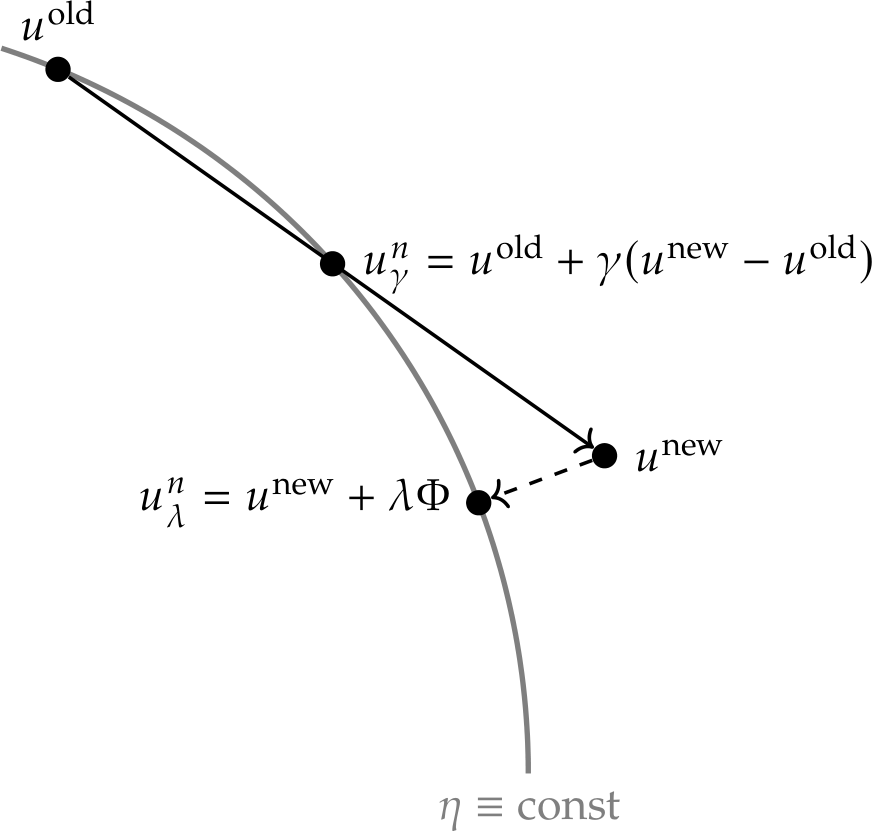 u^old
u^n_γ = u^old + γ(u^new − u^old)
u^new
u^n_λ = u^new + λΦ
η ≡ const